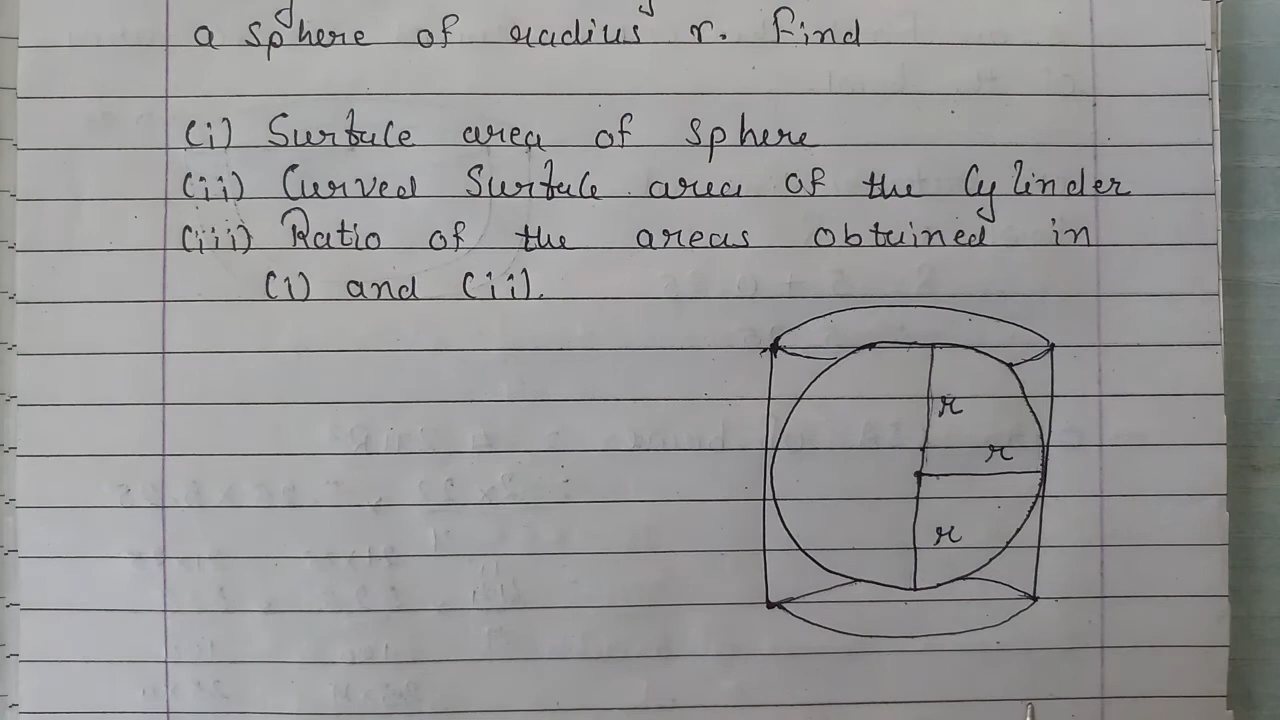 a sphere of radius r. Find
(i) Surface area of sphere
(ii) Curved Surface area of the Cylinder
(iii) Ratio of the areas obtained in
(i) and (ii).
r
r
r